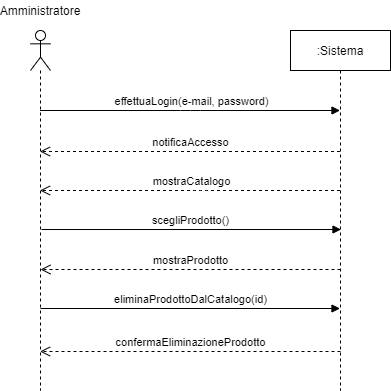 Amministratore
:Sistema
effettuaLogin(e-mail, password)
notificaAccesso
mostraCatalogo
scegliProdotto()
mostraProdotto
eliminaProdottoDalCatalogo(id)
confermaEliminazioneProdotto